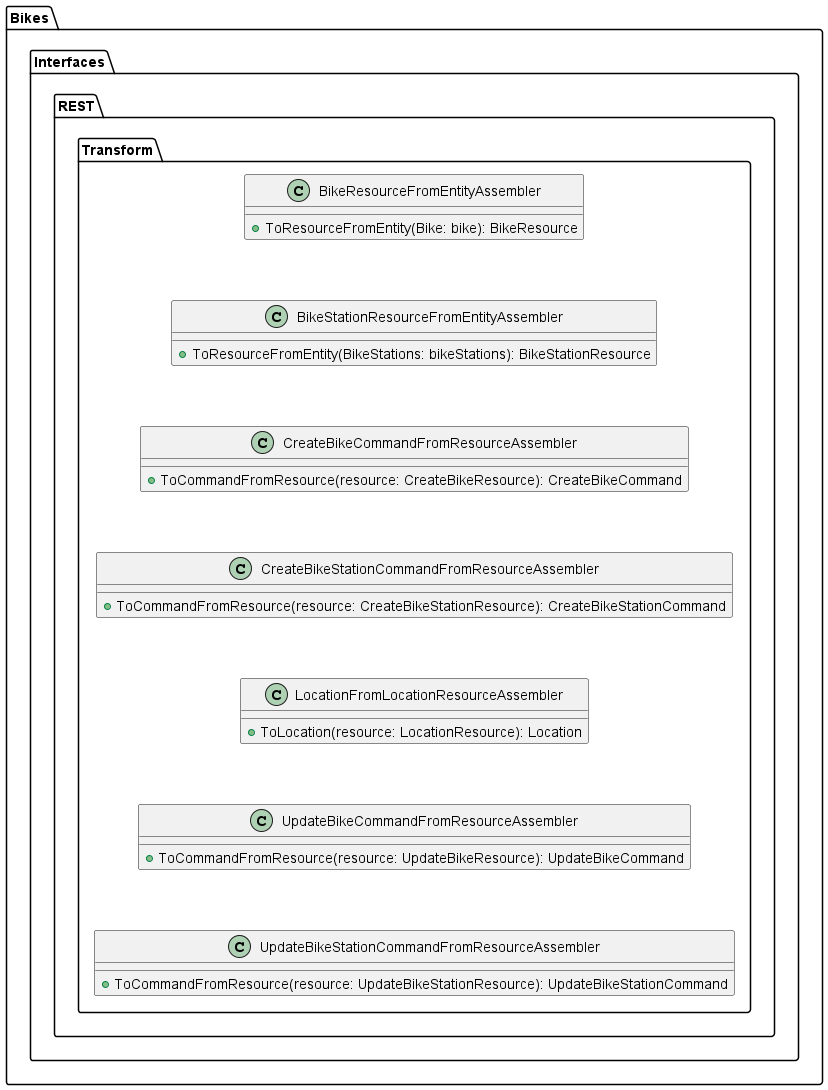 Bikes
Interfaces
REST
Transform
C BikeResourceFromEntityAssembler
ToResourceFromEntity(Bike: bike): BikeResource
C BikeStationResourceFromEntityAssembler
ToResourceFromEntity(BikeStations: bikeStations): BikeStationResource
C CreateBikeCommandFromResourceAssembler
ToCommandFromResource(resource: CreateBikeResource): CreateBikeCommand
C CreateBikeStationCommandFromResourceAssembler
ToCommandFromResource(resource: CreateBikeStationResource): CreateBikeStationCommand
C LocationFromLocationResourceAssembler
ToLocation(resource: LocationResource): Location
C UpdateBikeCommandFromResourceAssembler
ToCommandFromResource(resource: UpdateBikeResource): UpdateBikeCommand
C UpdateBikeStationCommandFromResourceAssembler
ToCommandFromResource(resource: UpdateBikeStationResource): UpdateBikeStationCommand